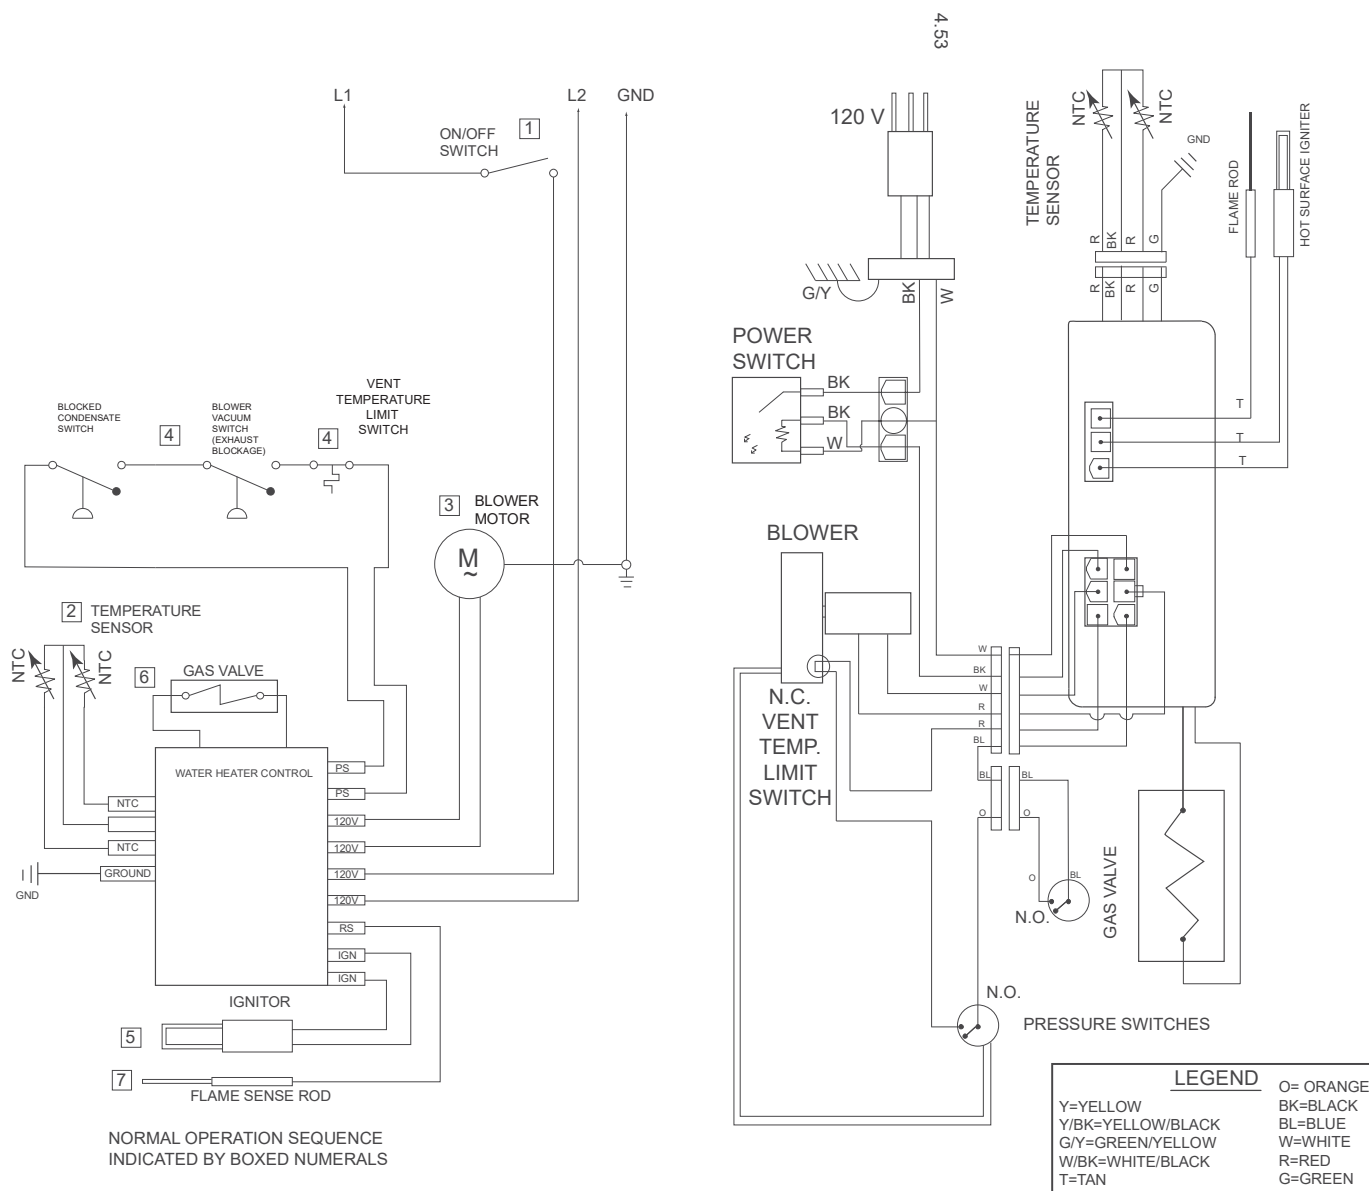 4.53
L1
L2
GND
ON/OFF
SWITCH
1
BLOCKED
CONDENSATE
SWITCH
4
BLOWER
VACUUM
SWITCH
(EXHAUST
BLOCKAGE)
4
VENT
TEMPERATURE
LIMIT
SWITCH
3
BLOWER
MOTOR
M
~
2
TEMPERATURE
SENSOR
NTC
NTC
6
GAS VALVE
WATER HEATER CONTROL
NTC
NTC
GROUND
GND
PS
PS
120V
120V
120V
120V
RS
IGN
IGN
IGNITOR
5
7
FLAME SENSE ROD
NORMAL OPERATION SEQUENCE
INDICATED BY BOXED NUMERALS
120 V
G/Y
BK
W
POWER
SWITCH
BK
BK
W
TEMPERATURE
SENSOR
NTC
NTC
GND
R
BK
R
G
R
BK
R
G
FLAME ROD
HOT SURFACE IGNITER
T
T
T
BLOWER
N.C.
VENT
TEMP.
LIMIT
SWITCH
W
BK
W
R
R
BL
BL
BL
O
O
O
BL
N.O.
GAS VALVE
N.O.
PRESSURE SWITCHES
LEGEND
Y=YELLOW
Y/BK=YELLOW/BLACK
G/Y=GREEN/YELLOW
W/BK=WHITE/BLACK
T=TAN
O= ORANGE
BK=BLACK
BL=BLUE
W=WHITE
R=RED
G=GREEN